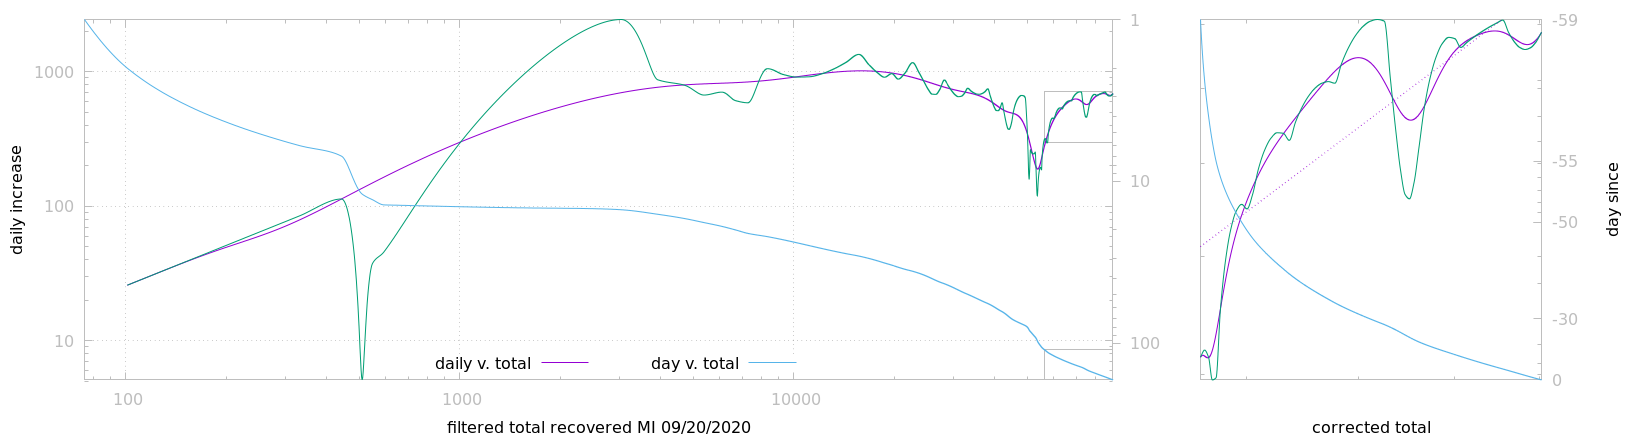 daily increase
1000
100
10
daily v. total
day v. total
100
1000
10000
filtered total recovered MI 09/20/2020
1
10
100
-59
-55
-50
-30
0
day since
corrected total